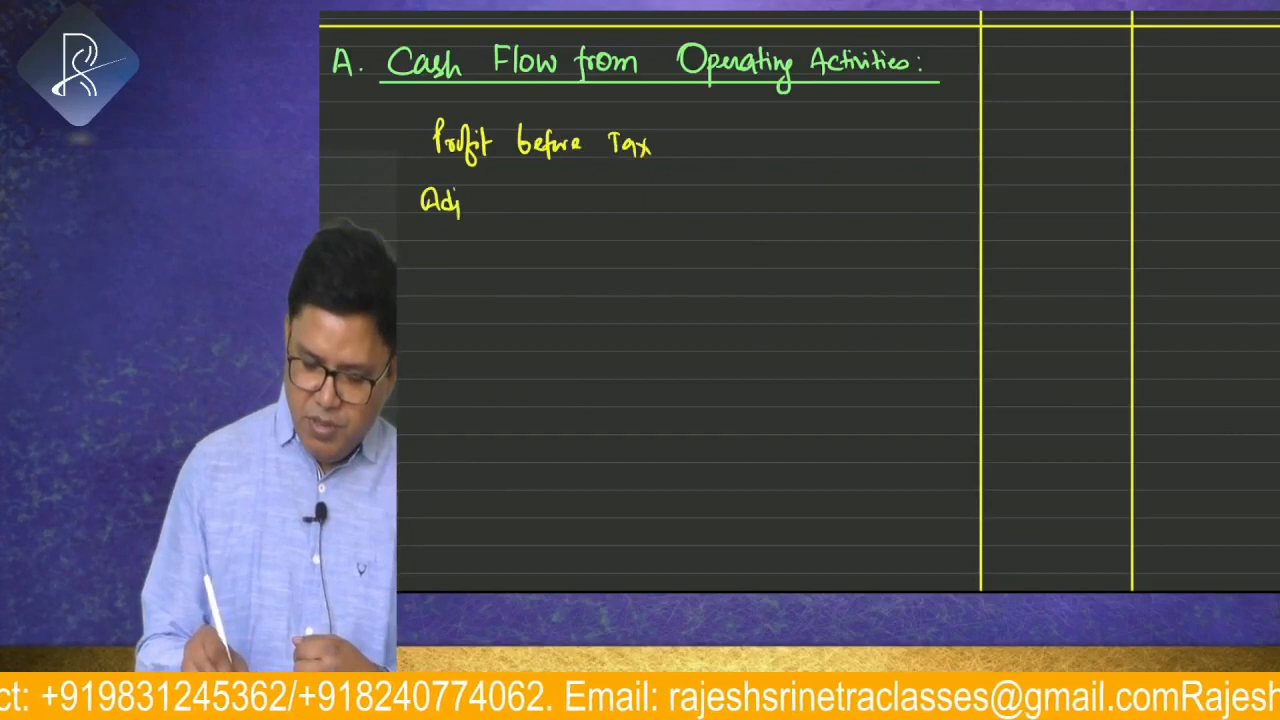 A. Cash Flow from Operating Activities:
Profit before Tax
Adj
ct: +919831245362/+918240774062. Email: rajeshsrinetraclasses@gmail.comRajesh